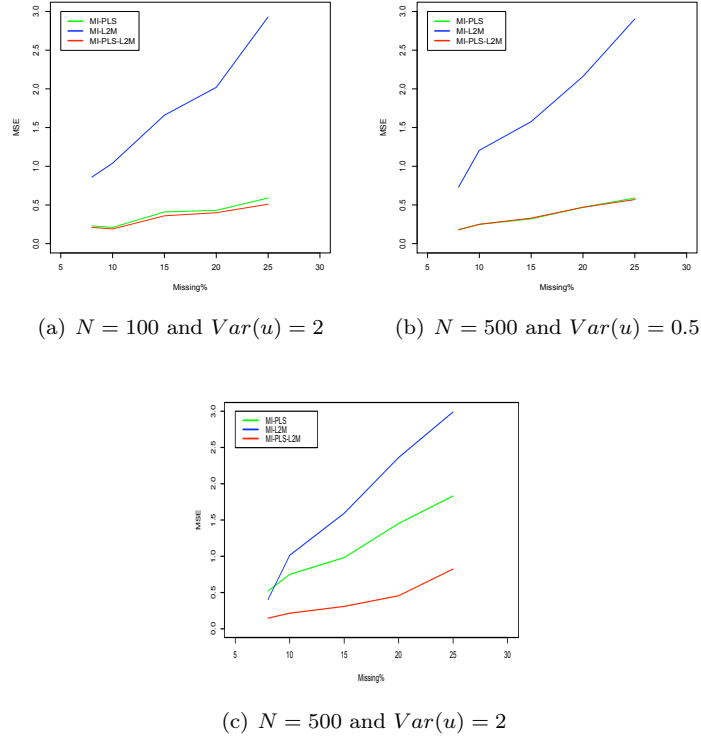 MI-PLS
MI-L2M
MI-PLS-L2M
MSE
3.0
2.5
2.0
1.5
1.0
0.5
0.0
5 10 15 20 25 30
Missing%
(a) N = 100 and Var(u) = 2
MI-PLS
MI-L2M
MI-PLS-L2M
MSE
3.0
2.5
2.0
1.5
1.0
0.5
0.0
5 10 15 20 25 30
Missing%
(b) N = 500 and Var(u) = 0.5
MI-PLS
MI-L2M
MI-PLS-L2M
MSE
3.0
2.5
2.0
1.5
1.0
0.5
0.0
5 10 15 20 25 30
Missing%
(c) N = 500 and Var(u) = 2